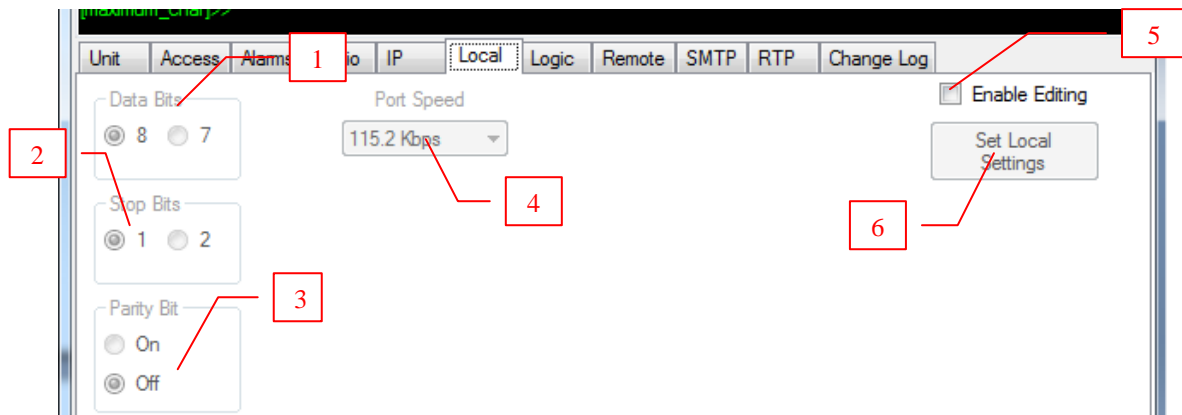 [maximum_char]>>
5
Unit Access Alarms io IP Local Logic Remote SMTP RTP Change Log
1
Data Bits
Port Speed
Enable Editing
8 7
115.2 Kbps
Set Local
Settings
2
4
Stop Bits
6
1 2
3
Parity Bit
On
Off